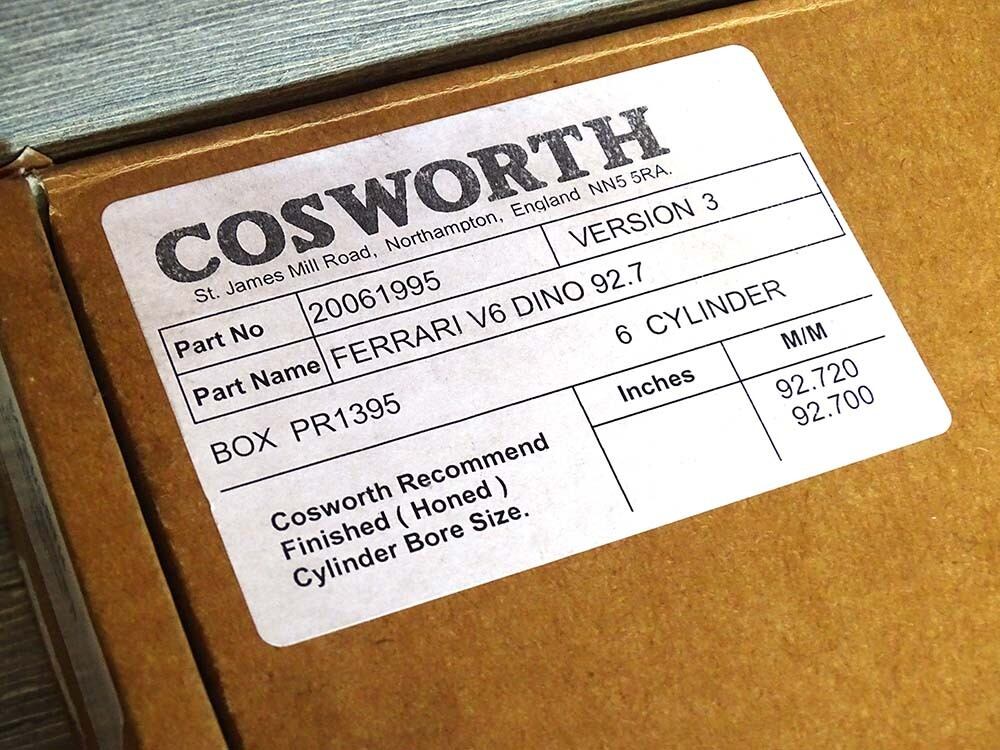 COSWORTH
St. James Mill Road, Northampton, England NN5 5RA.
Part No 20061995 VERSION 3
Part Name FERRARI V6 DINO 92.7
BOX PR1395 6 CYLINDER
Cosworth Recommend
Finished ( Honed )
Cylinder Bore Size.
Inches M/M
92.720
92.700